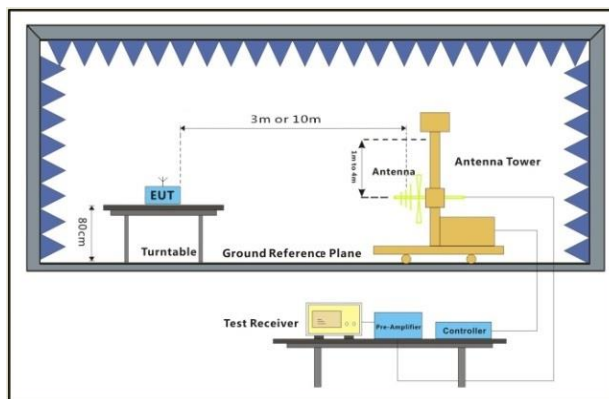 3m or 10m
1m to 4m
Antenna
Antenna Tower
EUT
80cm
Turntable
Ground Reference Plane
Test Receiver
Pre-Amplifier
Controller